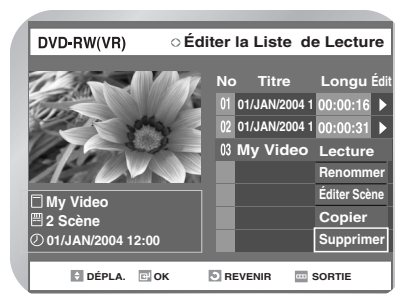 DVD-RW(VR) Éditer la Liste de Lecture
No Titre Longu Édit
01 01/JAN/2004 1 00:00:16
02 01/JAN/2004 1 00:00:31
03 My Video Lecture
Renommer
Éditer Scène
Copier
Supprimer
My Video
2 Scène
01/JAN/2004 12:00
DÉPLA. OK REVENIR SORTIE